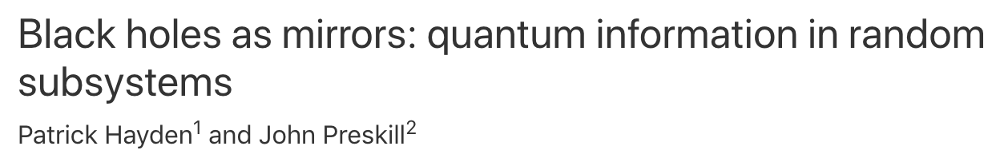 Black holes as mirrors: quantum information in random
subsystems
Patrick Hayden¹ and John Preskill²